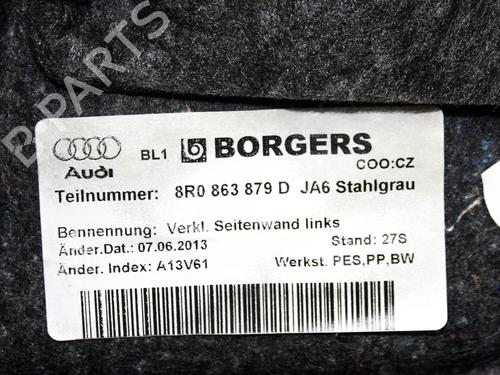 B-PARTS
Audi BL1 BORGERS
COO:CZ
Teilnummer: 8R0 863 879 D JA6 Stahlgrau
Bennennung: Verkl. Seitenwand links
Änder.Dat.: 07.06.2013 Stand: 27S
Änder. Index: A13V61 Werkst. PES,PP,BW